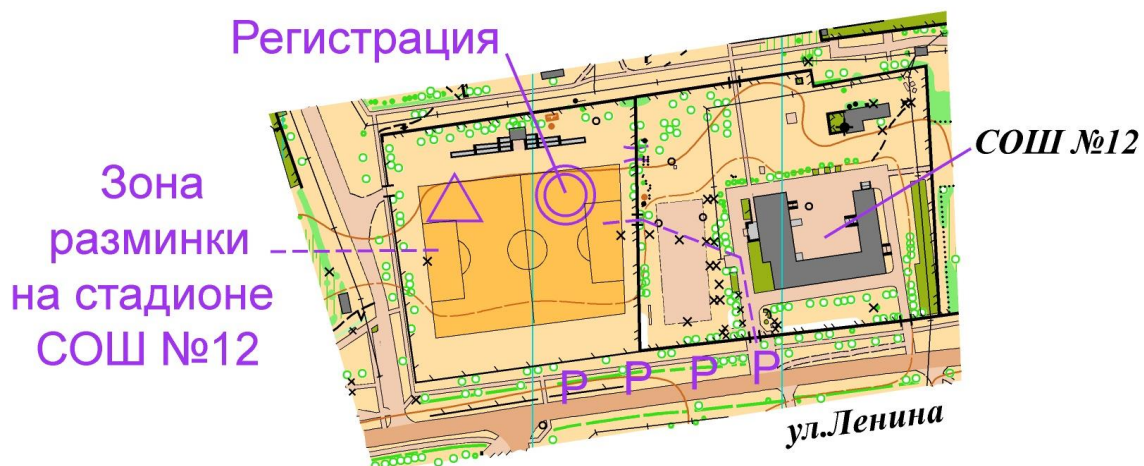 Регистрация
СОШ №12
Зона
разминки
на стадионе
СОШ №12
P P P P
ул.Ленина